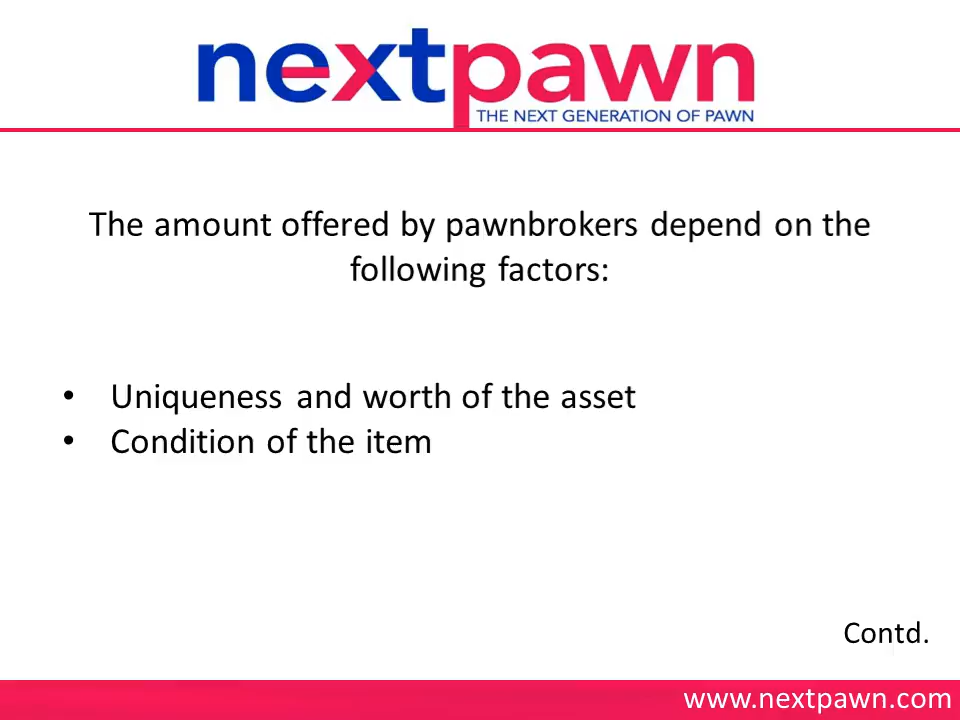 nextpawn
THE NEXT GENERATION OF PAWN
The amount offered by pawnbrokers depend on the
following factors:
• Uniqueness and worth of the asset
• Condition of the item
Contd.
www.nextpawn.com